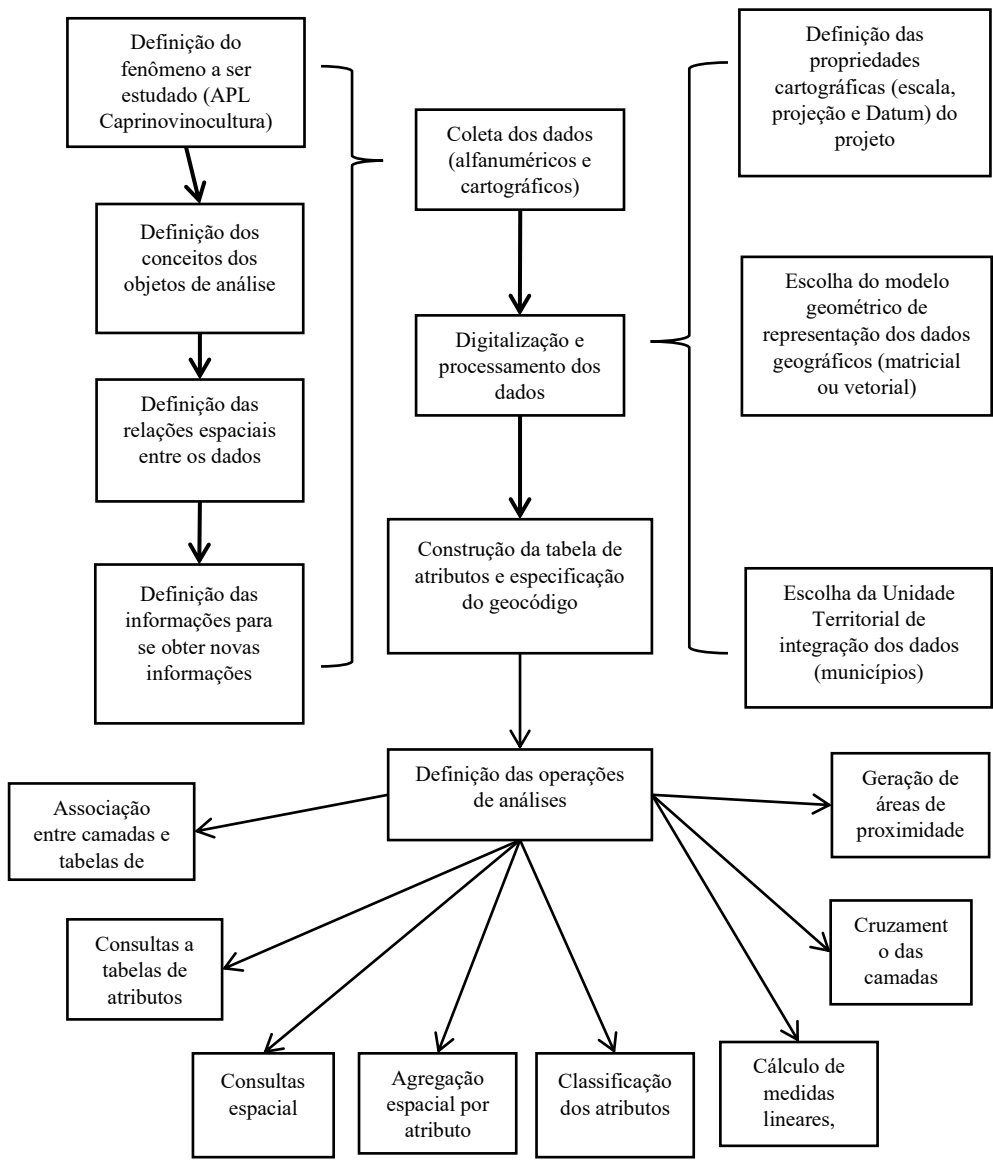 Definição do
fenômeno a ser
estudado (APL
Caprinovinocultura)
Definição dos
conceitos dos
objetos de análise
Definição das
relações espaciais
entre os dados
Definição das
informações para
se obter novas
informações
Coleta dos dados
(alfanuméricos e
cartográficos)
Digitalização e
processamento dos
dados
Construção da tabela de
atributos e especificação
do geocódigo
Definição das
propriedades
cartográficas (escala,
projeção e Datum) do
projeto
Escolha do modelo
geométrico de
representação dos dados
geográficos (matricial
ou vetorial)
Escolha da Unidade
Territorial de
integração dos dados
(municípios)
Definição das operações
de análises
Associação
entre camadas e
tabelas de
Consultas a
tabelas de
atributos
Consultas
espacial
Agregação
espacial por
atributo
Classificação
dos atributos
Cálculo de
medidas
lineares,
Cruzament
o das
camadas
Geração de
áreas de
proximidade